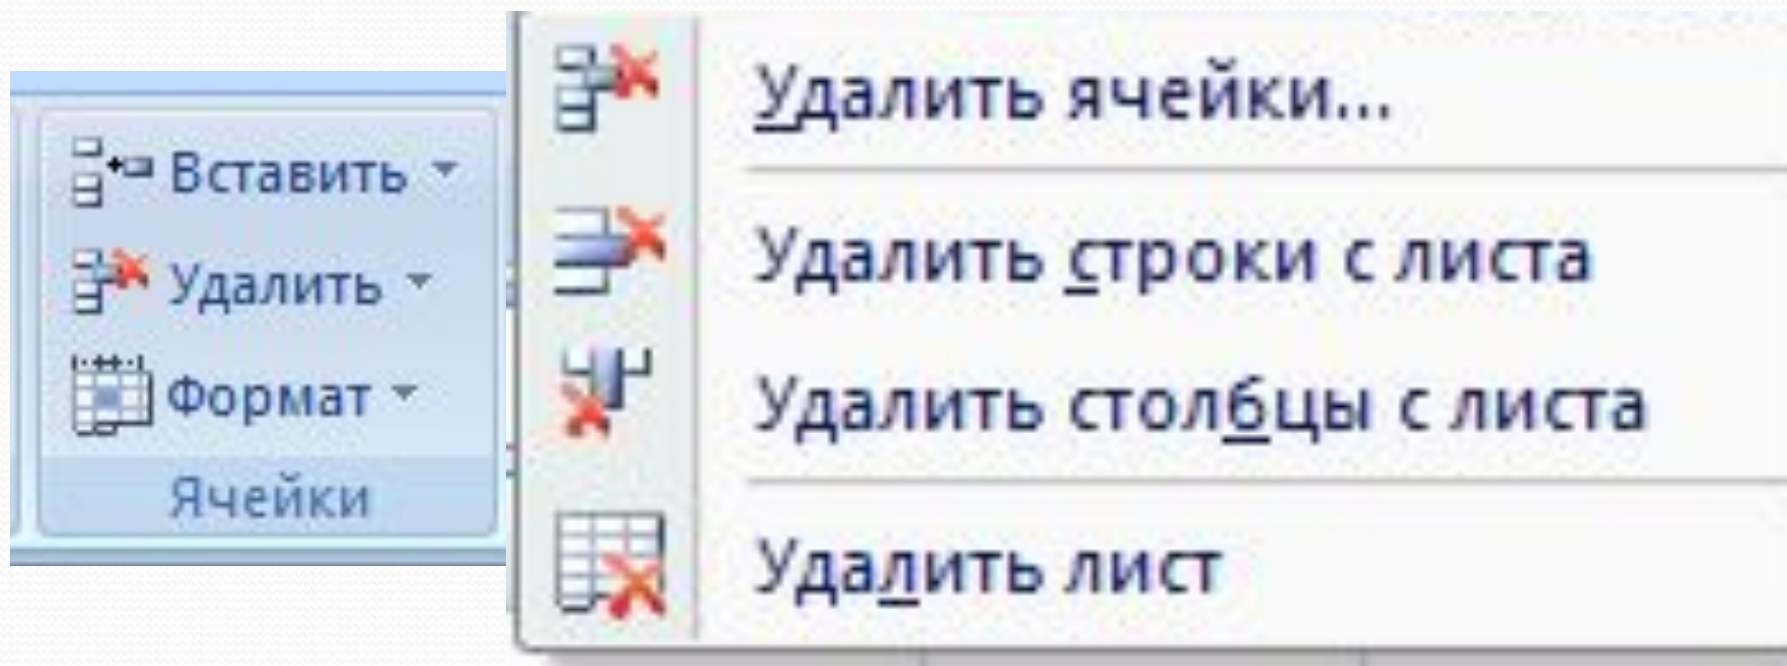 Вставить
Удалить
Формат
Ячейки
Удалить ячейки...
Удалить строки с листа
Удалить столбцы с листа
Удалить лист